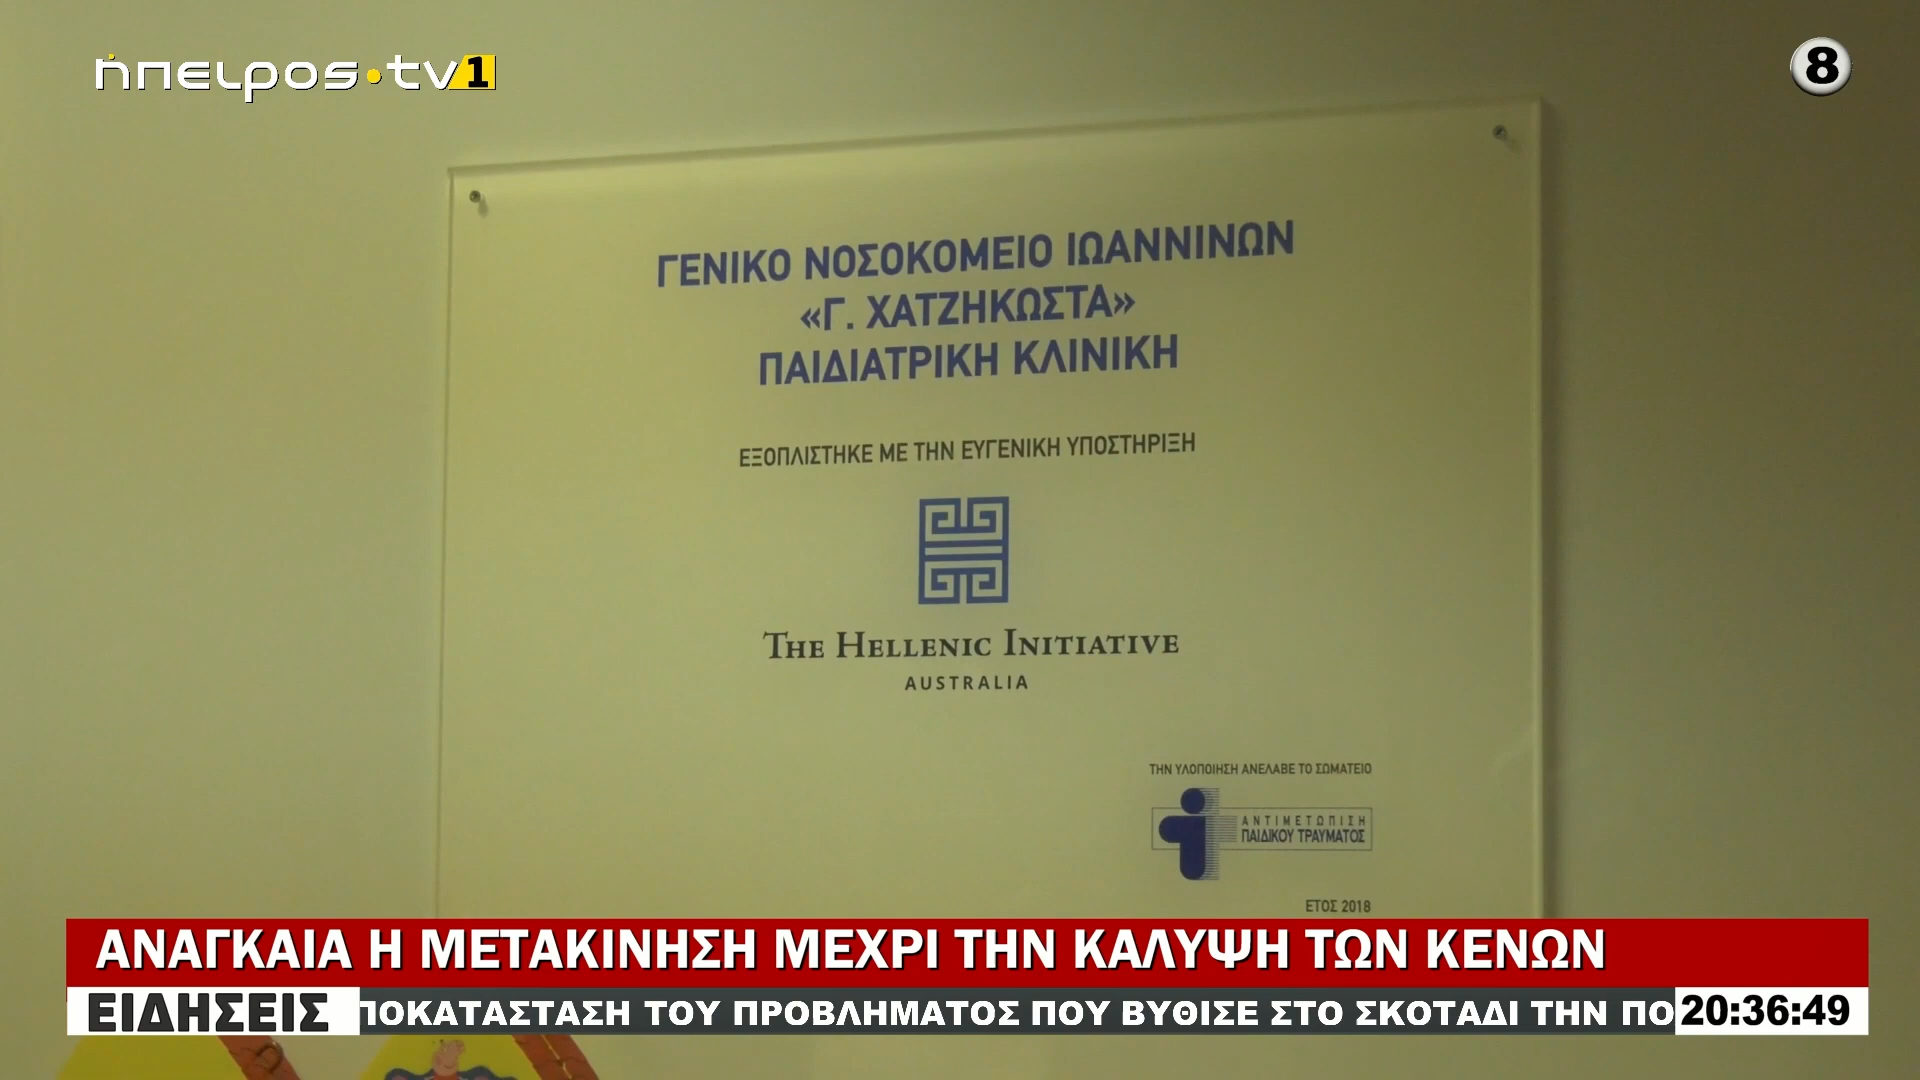 ήπειρος.tv1
8
ΓΕΝΙΚΟ ΝΟΣΟΚΟΜΕΙΟ ΙΩΑΝΝΙΝΩΝ
«Γ. ΧΑΤΖΗΚΩΣΤΑ»
ΠΑΙΔΙΑΤΡΙΚΗ ΚΛΙΝΙΚΗ
ΕΞΟΠΛΙΣΤΗΚΕ ΜΕ ΤΗΝ ΕΥΓΕΝΙΚΗ ΥΠΟΣΤΗΡΙΞΗ
THE HELLENIC INITIATIVE
AUSTRALIA
ΤΗΝ ΥΛΟΠΟΙΗΣΗ ΑΝΕΛΑΒΕ ΤΟ ΣΩΜΑΤΕΙΟ
ΑΝΤΙΜΕΤΩΠΙΣΗ
ΠΑΙΔΙΚΟΥ ΤΡΑΥΜΑΤΟΣ
ΕΤΟΣ 2018
ΑΝΑΓΚΑΙΑ Η ΜΕΤΑΚΙΝΗΣΗ ΜΕΧΡΙ ΤΗΝ ΚΑΛΥΨΗ ΤΩΝ ΚΕΝΩΝ
ΕΙΔΗΣΕΙΣ ΠΟΚΑΤΑΣΤΑΣΗ ΤΟΥ ΠΡΟΒΛΗΜΑΤΟΣ ΠΟΥ ΒΥΘΙΣΕ ΣΤΟ ΣΚΟΤΑΔΙ ΤΗΝ ΠΟ 20:36:49